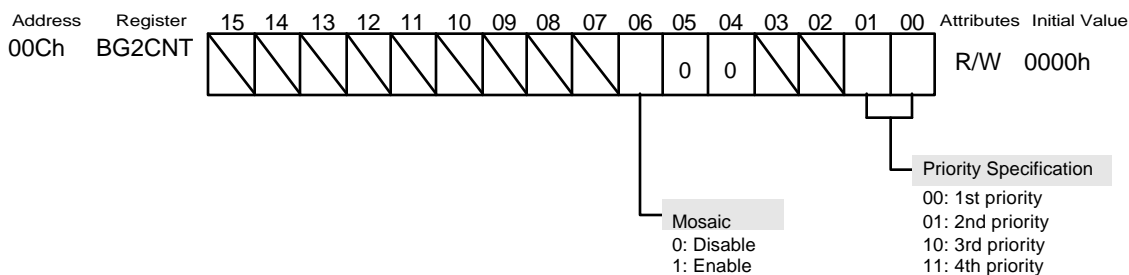 Address Register 15 14 13 12 11 10 09 08 07 06 05 04 03 02 01 00 Attributes Initial Value
00Ch BG2CNT 0 0 R/W 0000h
Priority Specification
00: 1st priority
01: 2nd priority
10: 3rd priority
11: 4th priority
Mosaic
0: Disable
1: Enable